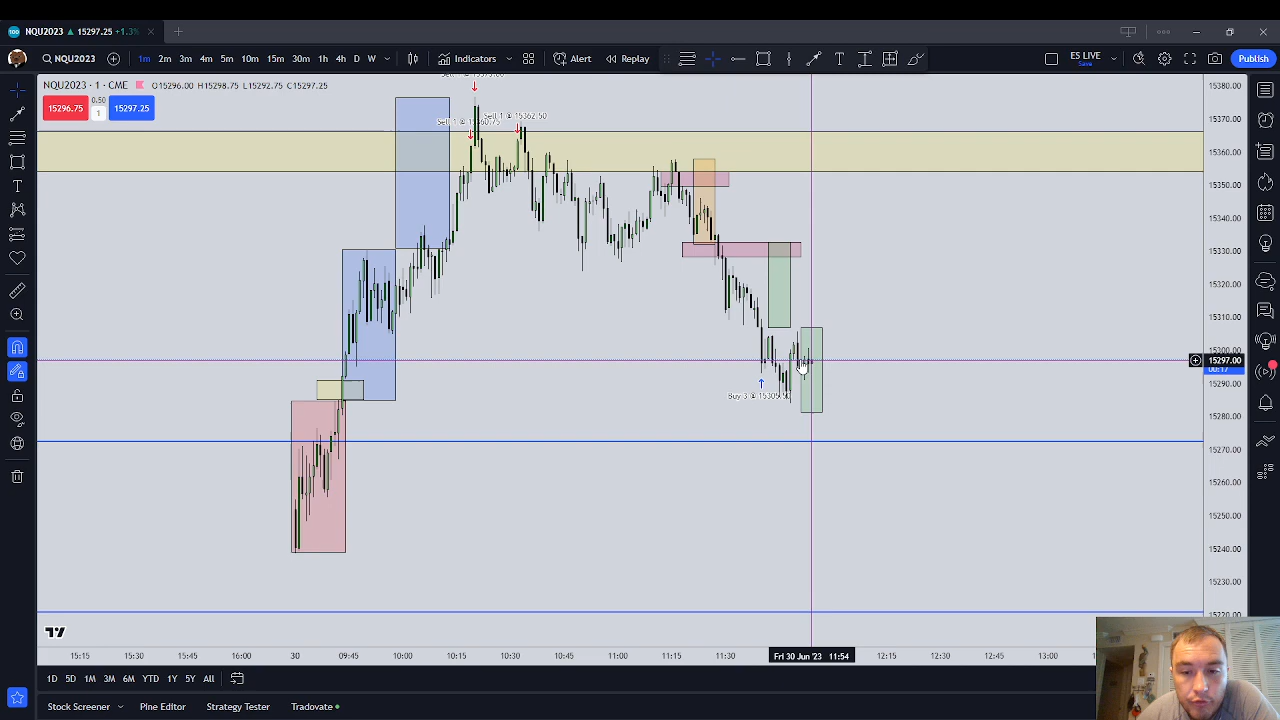 NQU2023 ▲ 15297.25 +1.3%
NQU2023 1m 2m 3m 4m 5m 10m 15m 30m 1h 4h D W Indicators Alert Replay ES LIVE Save Publish
NQU2023 · 1 · CME O15296.00 H15298.75 L15292.75 C15297.25
15296.75 0.50 1 15297.25
Sell 1 @ 15362.50
Buy 3 @ 15305.
15380.00
15370.00
15360.00
15350.00
15340.00
15330.00
15320.00
15310.00
15300.00
15297.00
00:17
15290.00
15280.00
15270.00
15260.00
15250.00
15240.00
15230.00
15220.00
15:15 15:30 15:45 16:00 30 09:45 10:00 10:15 10:30 10:45 11:00 11:15 11:30 Fri 30 Jun '23 11:54 12:15 12:30 12:45 13:00
1D 5D 1M 3M 6M YTD 1Y 5Y All
Stock Screener Pine Editor Strategy Tester Tradovate